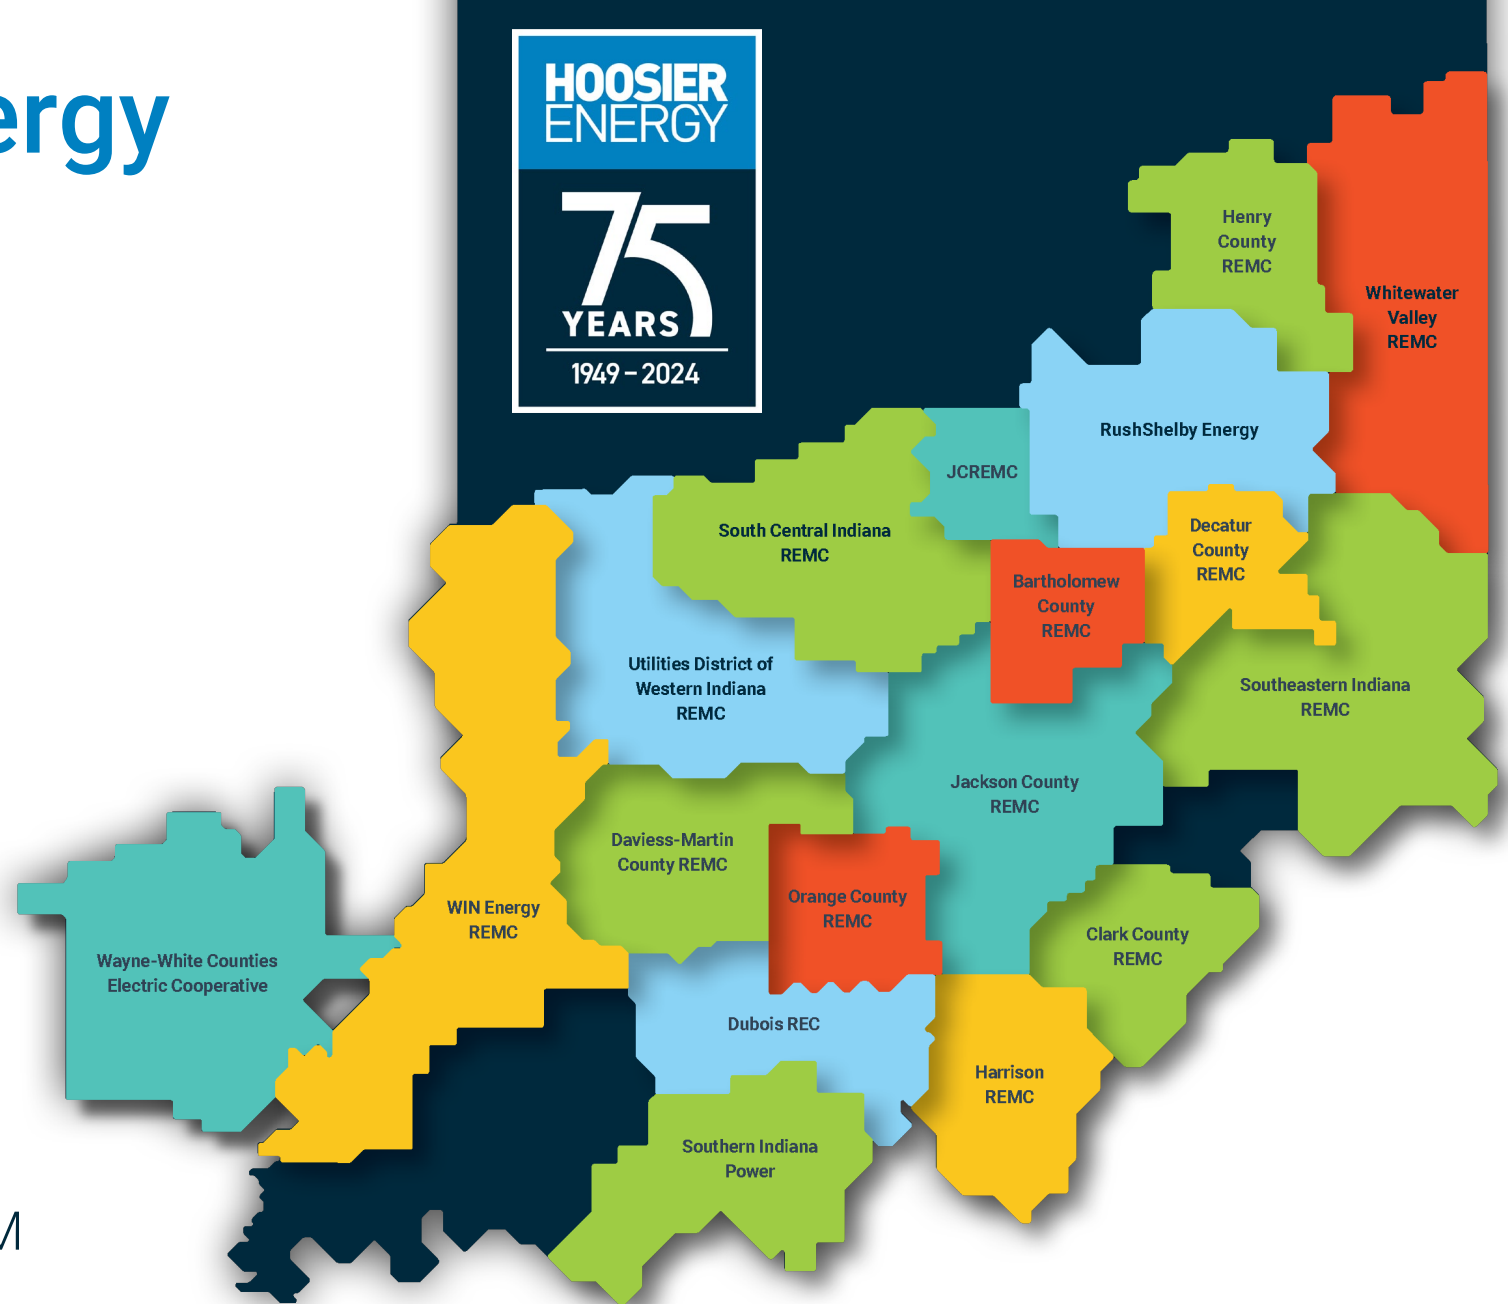 ergy
HOOSIER
ENERGY
75
YEARS
1949 – 2024
Henry
County
REMC
Whitewater
Valley
REMC
RushShelby Energy
JCREMC
South Central Indiana
REMC
Decatur
County
REMC
Bartholomew
County
REMC
Utilities District of
Western Indiana
REMC
Southeastern Indiana
REMC
Jackson County
REMC
Daviess-Martin
County REMC
Orange County
REMC
WIN Energy
REMC
Clark County
REMC
Wayne-White Counties
Electric Cooperative
Dubois REC
Harrison
REMC
Southern Indiana
Power
M